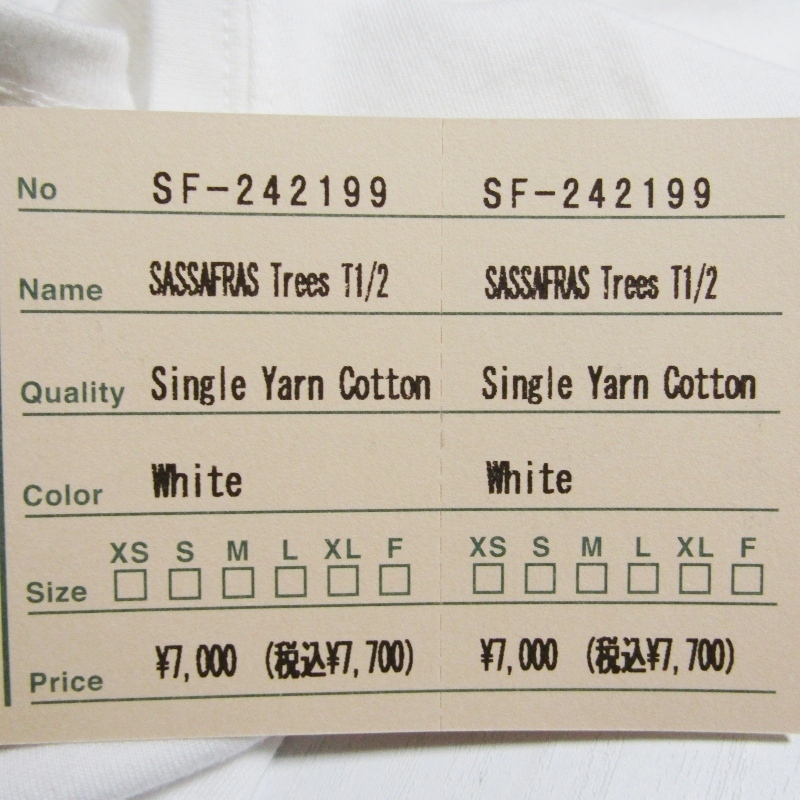 No SF-242199 SF-242199
Name SASSAFRAS Trees T1/2 SASSAFRAS Trees T1/2
Quality Single Yarn Cotton Single Yarn Cotton
Color White White
XS S M L XL F XS S M L XL F
Size
Price ¥7,000 (税込¥7,700) ¥7,000 (税込¥7,700)